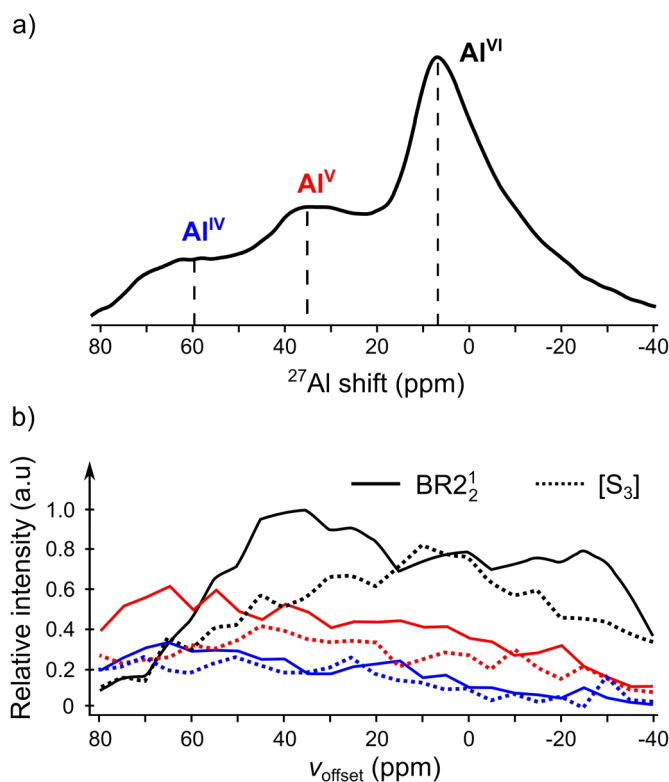 a)
Al^VI
Al^V
Al^IV
80 60 40 20 0 -20 -40
²⁷Al shift (ppm)
b)
BR2₂¹ [S₃]
Relative intensity (a.u)
1.0
0.8
0.6
0.4
0.2
0
80 60 40 20 0 -20 -40
ν_offset (ppm)